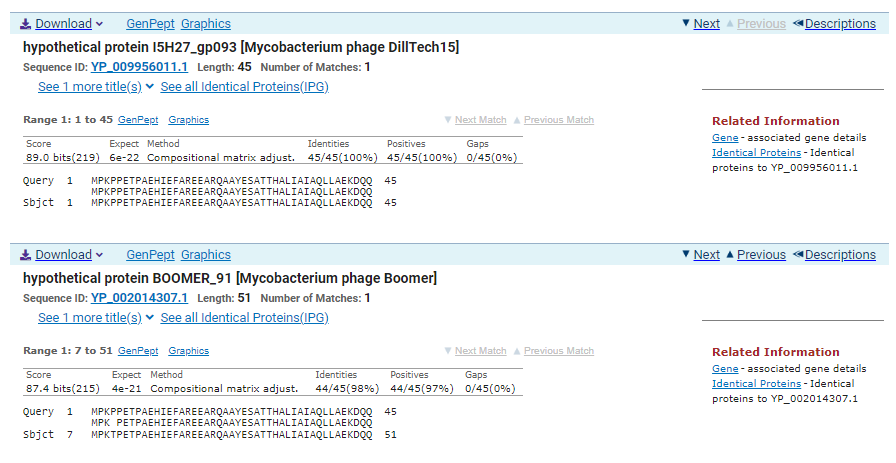 Download GenPept Graphics Next Previous Descriptions
hypothetical protein I5H27_gp093 [Mycobacterium phage DillTech15]
Sequence ID: YP_009956011.1 Length: 45 Number of Matches: 1
See 1 more title(s) See all Identical Proteins(IPG)
Range 1: 1 to 45 GenPept Graphics Next Match Previous Match
Score Expect Method Identities Positives Gaps
89.0 bits(219) 6e-22 Compositional matrix adjust. 45/45(100%) 45/45(100%) 0/45(0%)
Query 1 MPKPPETPAEHIEFAREEARQAAYESATTHALIAIAQLLAEKDQQ 45
MPKPPETPAEHIEFAREEARQAAYESATTHALIAIAQLLAEKDQQ
Sbjct 1 MPKPPETPAEHIEFAREEARQAAYESATTHALIAIAQLLAEKDQQ 45
Related Information
Gene - associated gene details
Identical Proteins - Identical
proteins to YP_009956011.1
Download GenPept Graphics Next Previous Descriptions
hypothetical protein BOOMER_91 [Mycobacterium phage Boomer]
Sequence ID: YP_002014307.1 Length: 51 Number of Matches: 1
See 1 more title(s) See all Identical Proteins(IPG)
Range 1: 7 to 51 GenPept Graphics Next Match Previous Match
Score Expect Method Identities Positives Gaps
87.4 bits(215) 4e-21 Compositional matrix adjust. 44/45(98%) 44/45(97%) 0/45(0%)
Query 1 MPKPPETPAEHIEFAREEARQAAYESATTHALIAIAQLLAEKDQQ 45
MPK PETPAEHIEFAREEARQAAYESATTHALIAIAQLLAEKDQQ
Sbjct 7 MPKTPETPAEHIEFAREEARQAAYESATTHALIAIAQLLAEKDQQ 51
Related Information
Gene - associated gene details
Identical Proteins - Identical
proteins to YP_002014307.1